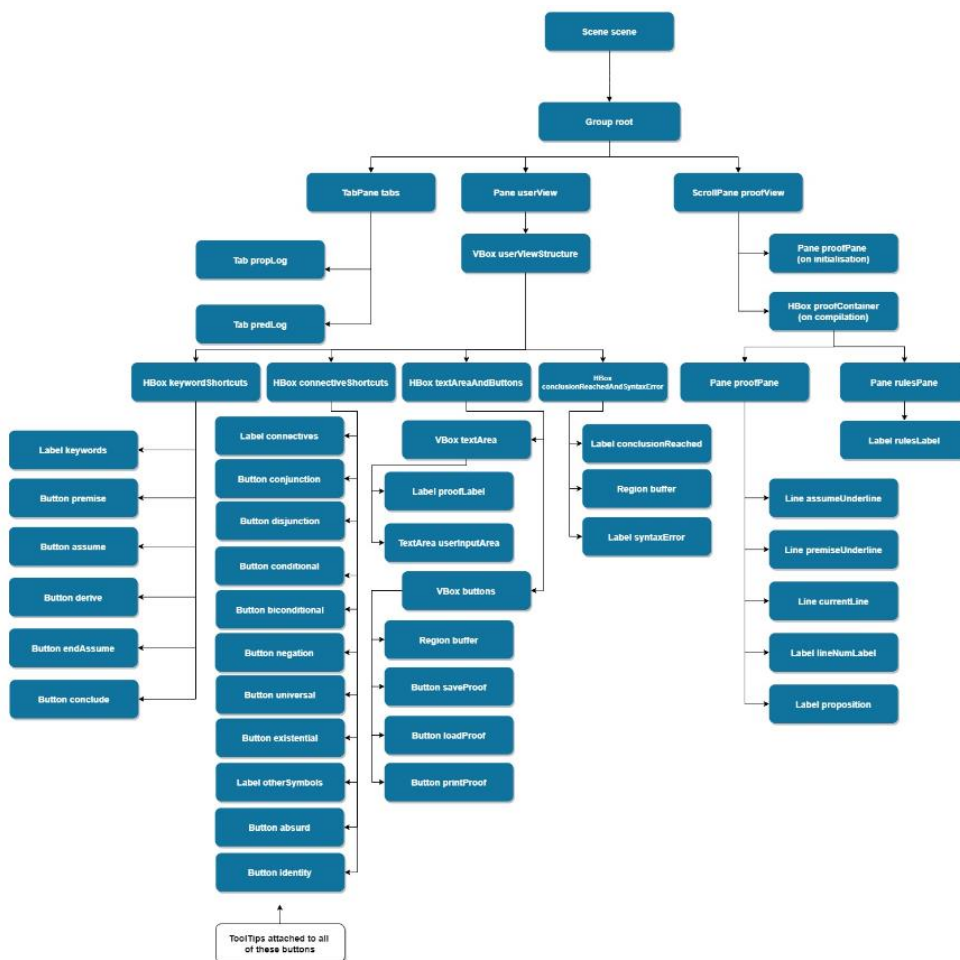 Scene scene
Group root
TabPane tabs
Pane userView
ScrollPane proofView
Tab propLog
Tab predLog
VBox userViewStructure
Pane proofPane
(on initialisation)
HBox proofContainer
(on compilation)
HBox keywordShortcuts
HBox connectiveShortcuts
HBox textAreaAndButtons
HBox
conclusionReachedAndSyntaxError
Pane proofPane
Pane rulesPane
Label keywords
Button premise
Button assume
Button derive
Button endAssume
Button conclude
Label connectives
Button conjunction
Button disjunction
Button conditional
Button biconditional
Button negation
Button universal
Button existential
Label otherSymbols
Button absurd
Button identity
ToolTips attached to all
of these buttons
VBox textArea
Label proofLabel
TextArea userInputArea
VBox buttons
Region buffer
Button saveProof
Button loadProof
Button printProof
Label conclusionReached
Region buffer
Label syntaxError
Line assumeUnderline
Line premiseUnderline
Line currentLine
Label lineNumLabel
Label proposition
Label rulesLabel